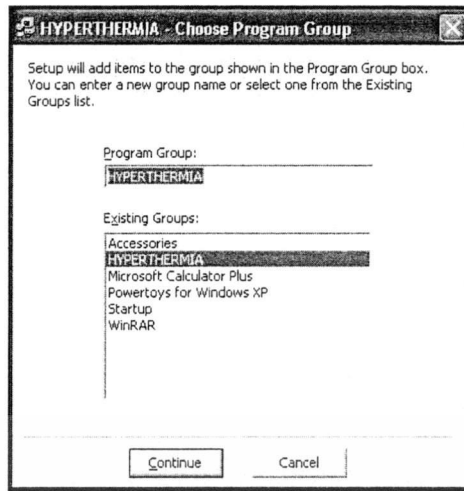 HYPERTHERMIA - Choose Program Group
Setup will add items to the group shown in the Program Group box.
You can enter a new group name or select one from the Existing
Groups list.
Program Group:
HYPERTHERMIA
Existing Groups:
Accessories
HYPERTHERMIA
Microsoft Calculator Plus
Powertoys for Windows XP
Startup
WinRAR
Continue
Cancel